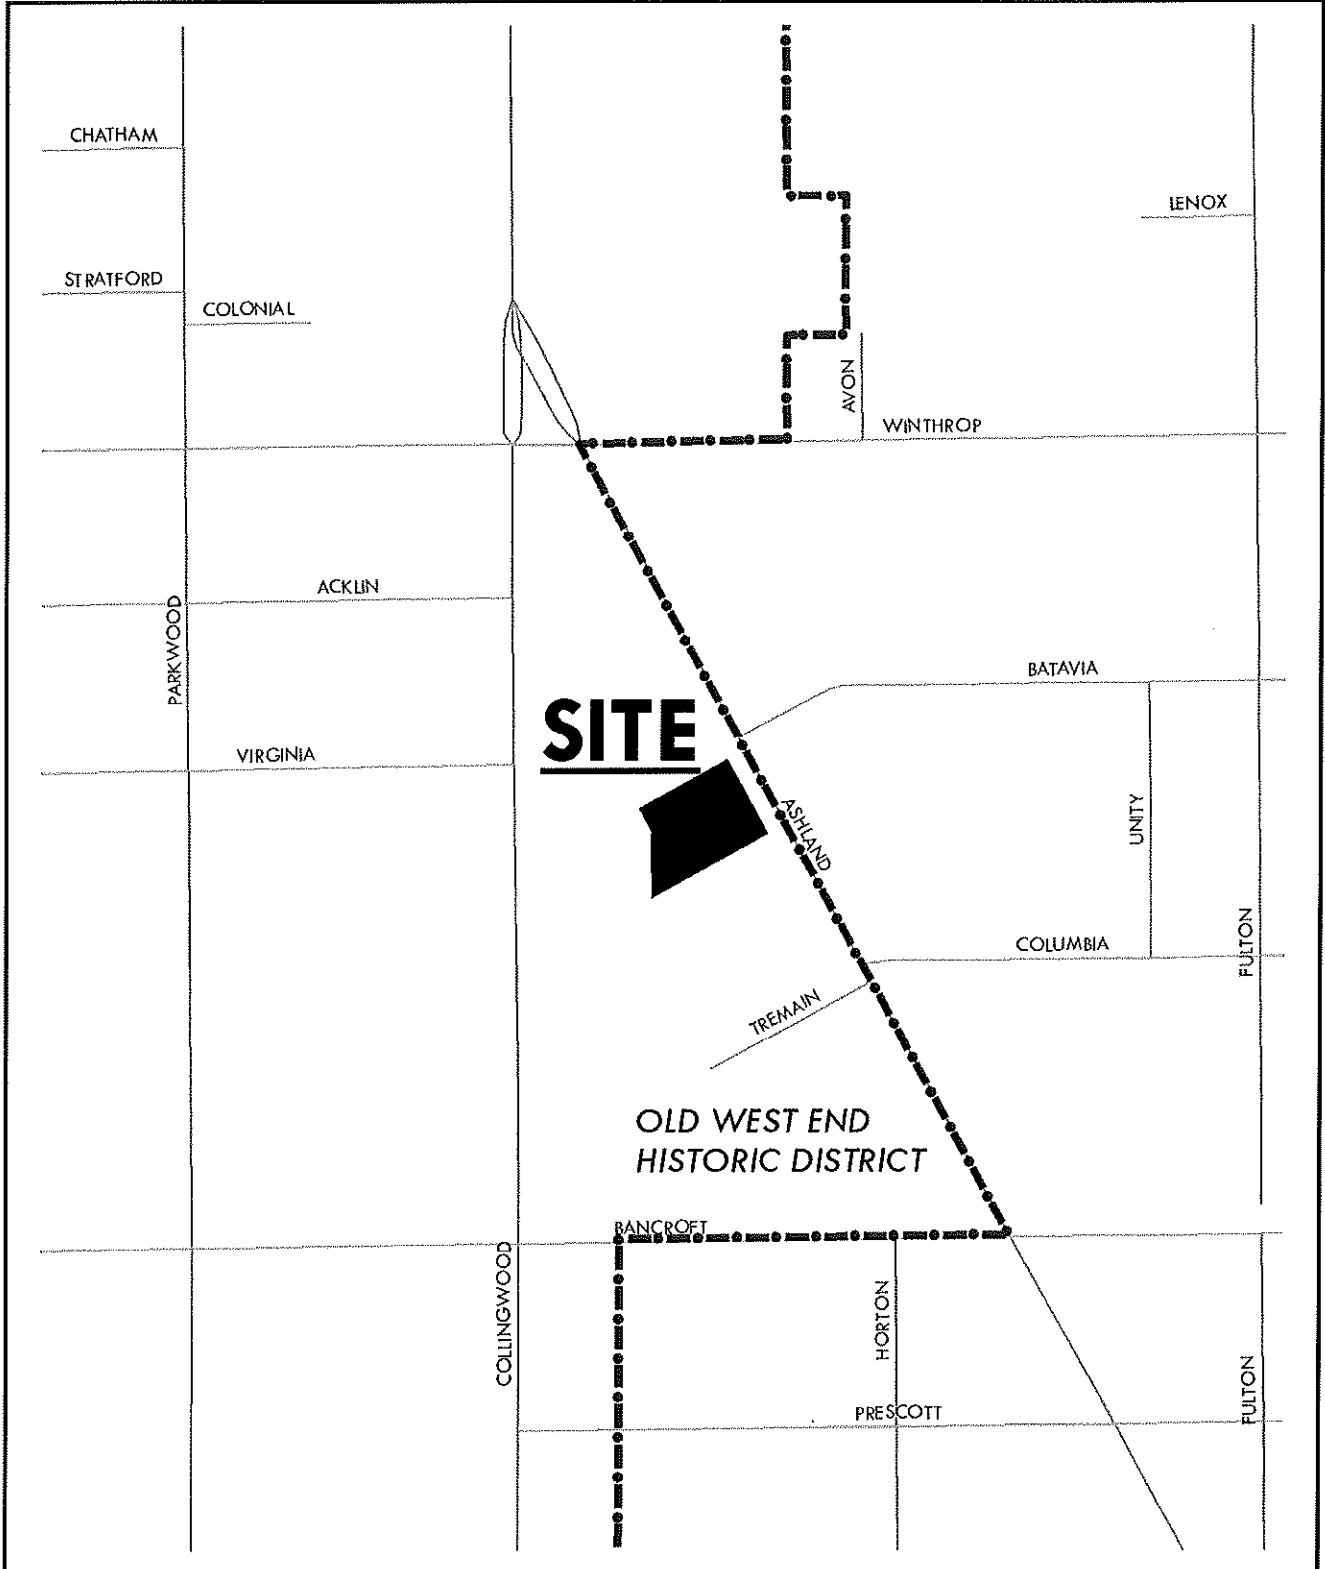 CHATHAM
LENOX
STRATFORD
COLONIAL
AVON
WINTHROP
ACKLIN
PARKWOOD
BATAVIA
SITE
VIRGINIA
ASHLAND
UNITY
COLUMBIA
FULTON
TREMAIN
OLD WEST END
HISTORIC DISTRICT
BANCROFT
COLLINGWOOD
HORTON
FULTON
PRESCOTT